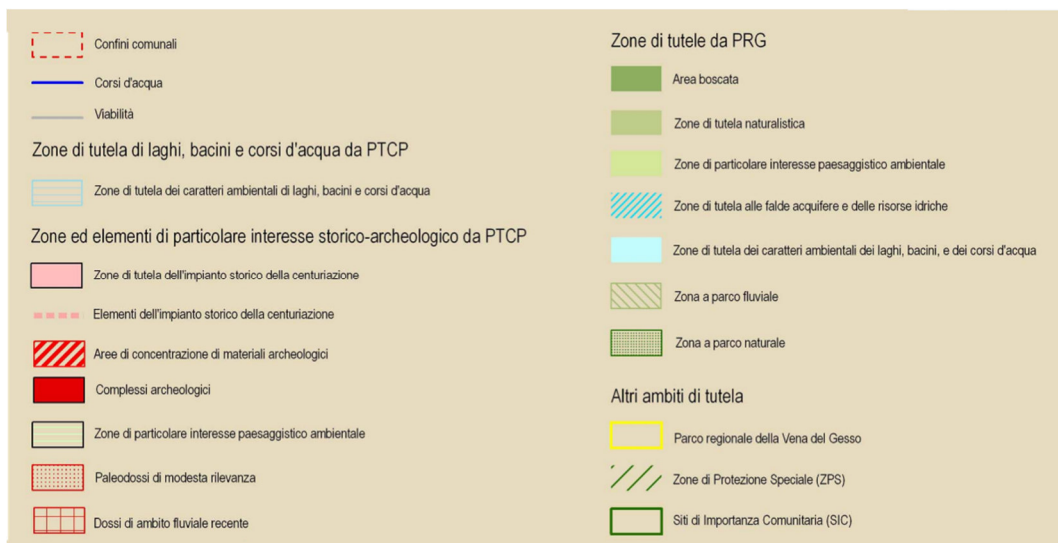 Confini comunali
Corsi d'acqua
Viabilità
Zone di tutela di laghi, bacini e corsi d'acqua da PTCP
Zone di tutela dei caratteri ambientali di laghi, bacini e corsi d'acqua
Zone ed elementi di particolare interesse storico-archeologico da PTCP
Zone di tutela dell'impianto storico della centuriazione
Elementi dell'impianto storico della centuriazione
Aree di concentrazione di materiali archeologici
Complessi archeologici
Zone di particolare interesse paesaggistico ambientale
Paleodossi di modesta rilevanza
Dossi di ambito fluviale recente
Zone di tutele da PRG
Area boscata
Zone di tutela naturalistica
Zone di particolare interesse paesaggistico ambientale
Zone di tutela alle falde acquifere e delle risorse idriche
Zone di tutela dei caratteri ambientali dei laghi, bacini, e dei corsi d'acqua
Zona a parco fluviale
Zona a parco naturale
Altri ambiti di tutela
Parco regionale della Vena del Gesso
Zone di Protezione Speciale (ZPS)
Siti di Importanza Comunitaria (SIC)